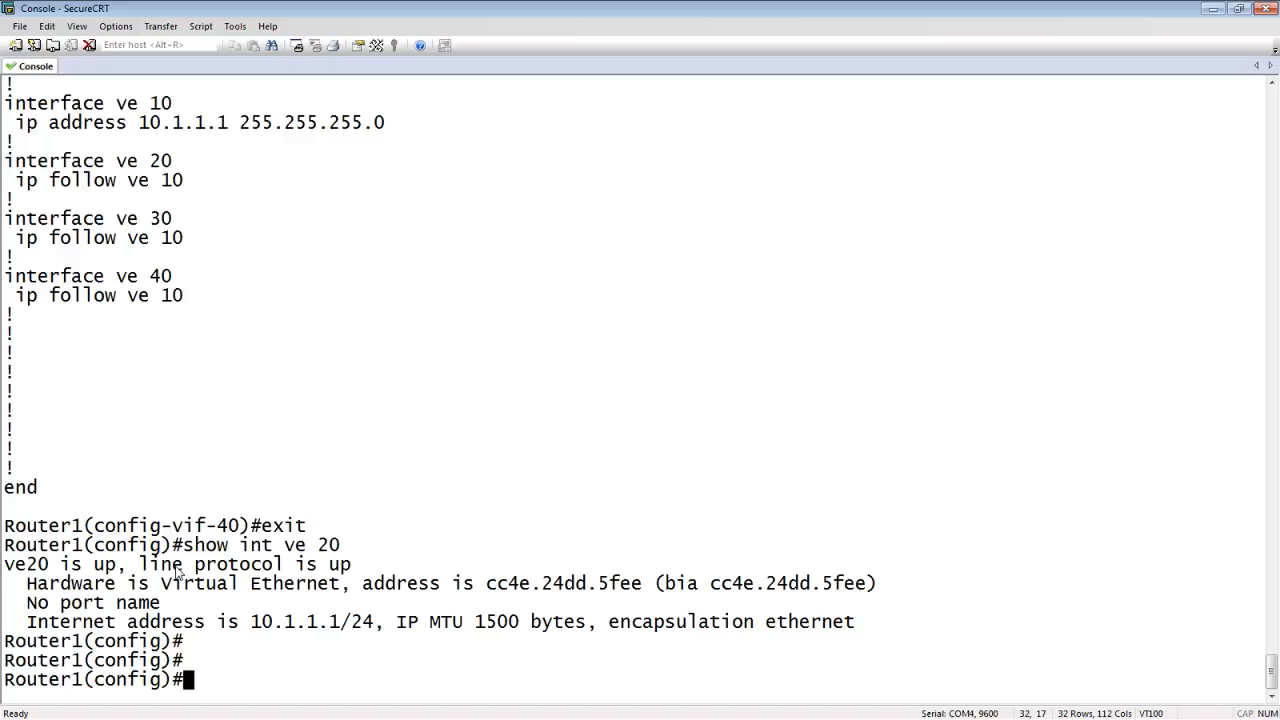 Console - SecureCRT
File Edit View Options Transfer Script Tools Help
Enter host <Alt+R>
Console
!
interface ve 10
 ip address 10.1.1.1 255.255.255.0
!
interface ve 20
 ip follow ve 10
!
interface ve 30
 ip follow ve 10
!
interface ve 40
 ip follow ve 10
!
!
!
!
!
!
!
!
!
end
Router1(config-vif-40)#exit
Router1(config)#show int ve 20
ve20 is up, line protocol is up
  Hardware is Virtual Ethernet, address is cc4e.24dd.5fee (bia cc4e.24dd.5fee)
  No port name
  Internet address is 10.1.1.1/24, IP MTU 1500 bytes, encapsulation ethernet
Router1(config)#
Router1(config)#
Router1(config)#
Ready Serial: COM4, 9600 32, 17 32 Rows, 112 Cols VT100 CAP NUM